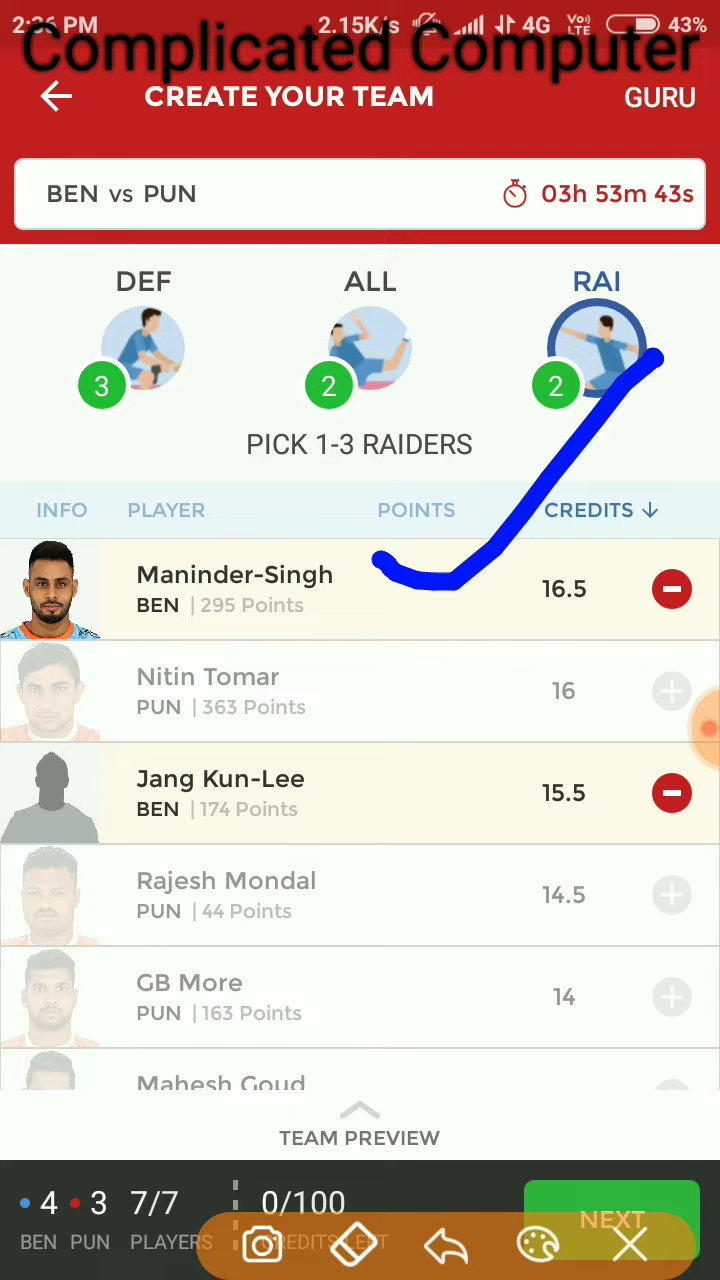 2:36 PM 2.15K/s 4G VoLTE 43%
Complicated Computer
CREATE YOUR TEAM GURU
BEN vs PUN 03h 53m 43s
DEF ALL RAI
3 2 2
PICK 1-3 RAIDERS
INFO PLAYER POINTS CREDITS ↓
Maninder-Singh 16.5
BEN | 295 Points
Nitin Tomar 16
PUN | 363 Points
Jang Kun-Lee 15.5
BEN | 174 Points
Rajesh Mondal 14.5
PUN | 44 Points
GB More 14
PUN | 163 Points
Mahesh Goud
TEAM PREVIEW
4 3 7/7 0/100 NEXT
BEN PUN PLAYERS CREDITS LEFT